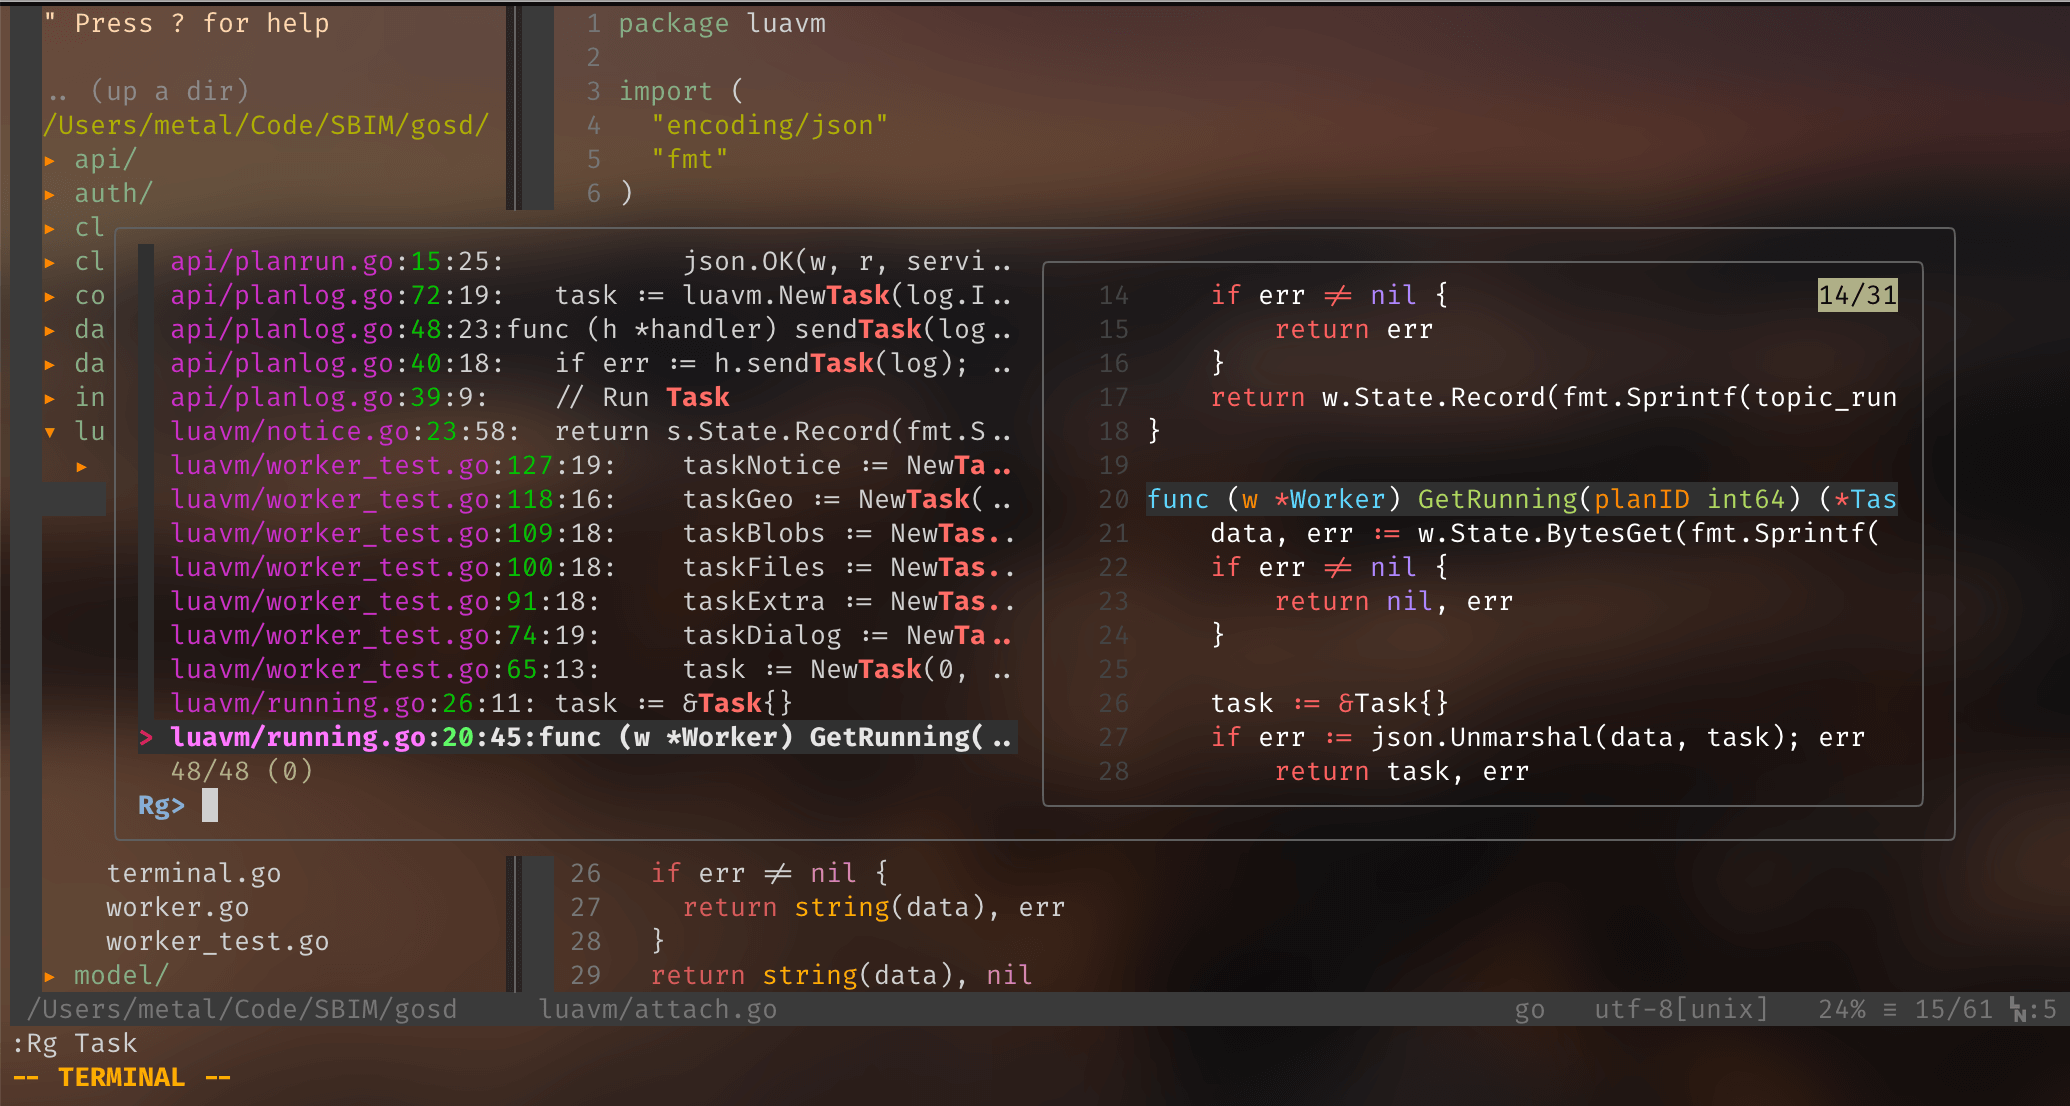 " Press ? for help
.. (up a dir)
/Users/metal/Code/SBIM/gosd/
▸ api/
▸ auth/
▸ cl
▸ cl
▸ co
▸ da
▸ da
▸ in
▾ lu
▸
terminal.go
worker.go
worker_test.go
▸ model/
1 package luavm
2
3 import (
4 "encoding/json"
5 "fmt"
6 )
api/planrun.go:15:25: json.OK(w, r, servi..
api/planlog.go:72:19: task := luavm.NewTask(log.I..
api/planlog.go:48:23:func (h *handler) sendTask(log..
api/planlog.go:40:18: if err := h.sendTask(log); ..
api/planlog.go:39:9: // Run Task
luavm/notice.go:23:58: return s.State.Record(fmt.S..
luavm/worker_test.go:127:19: taskNotice := NewTa..
luavm/worker_test.go:118:16: taskGeo := NewTask(..
luavm/worker_test.go:109:18: taskBlobs := NewTas..
luavm/worker_test.go:100:18: taskFiles := NewTas..
luavm/worker_test.go:91:18: taskExtra := NewTas..
luavm/worker_test.go:74:19: taskDialog := NewTa..
luavm/worker_test.go:65:13: task := NewTask(0, ..
luavm/running.go:26:11: task := &Task{}
> luavm/running.go:20:45:func (w *Worker) GetRunning(..
48/48 (0)
Rg>
14/31
14 if err != nil {
15 return err
16 }
17 return w.State.Record(fmt.Sprintf(topic_run
18 }
19
20 func (w *Worker) GetRunning(planID int64) (*Tas
21 data, err := w.State.BytesGet(fmt.Sprintf(
22 if err != nil {
23 return nil, err
24 }
25
26 task := &Task{}
27 if err := json.Unmarshal(data, task); err
28 return task, err
26 if err != nil {
27 return string(data), err
28 }
29 return string(data), nil
/Users/metal/Code/SBIM/gosd luavm/attach.go go utf-8[unix] 24% ≡ 15/61 ㏑:5
:Rg Task
-- TERMINAL --